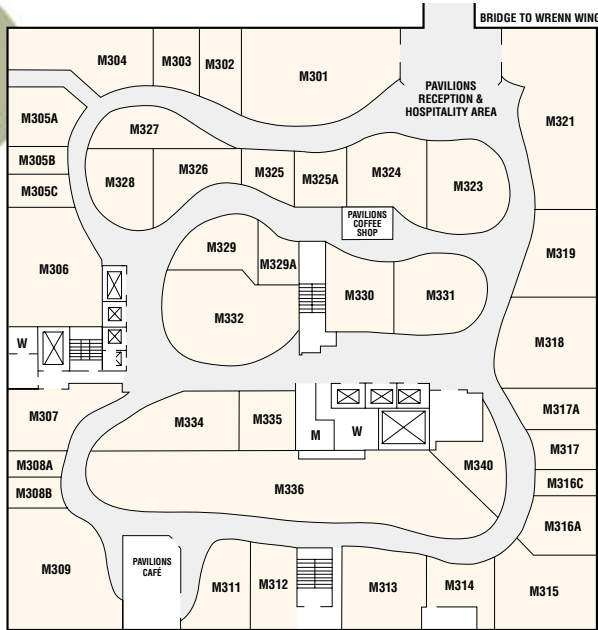 BRIDGE TO WRENN WING
M304
M303
M302
M301
PAVILIONS
RECEPTION &
HOSPITALITY AREA
M321
M305A
M327
M305B
M305C
M328
M326
M325
M325A
M324
M323
PAVILIONS
COFFEE
SHOP
M306
M329
M329A
M319
M332
M330
M331
W
M318
M307
M334
M335
M
W
M317A
M317
M308A
M308B
M336
M340
M316C
M316A
M309
PAVILIONS
CAFÉ
M311
M312
M313
M314
M315